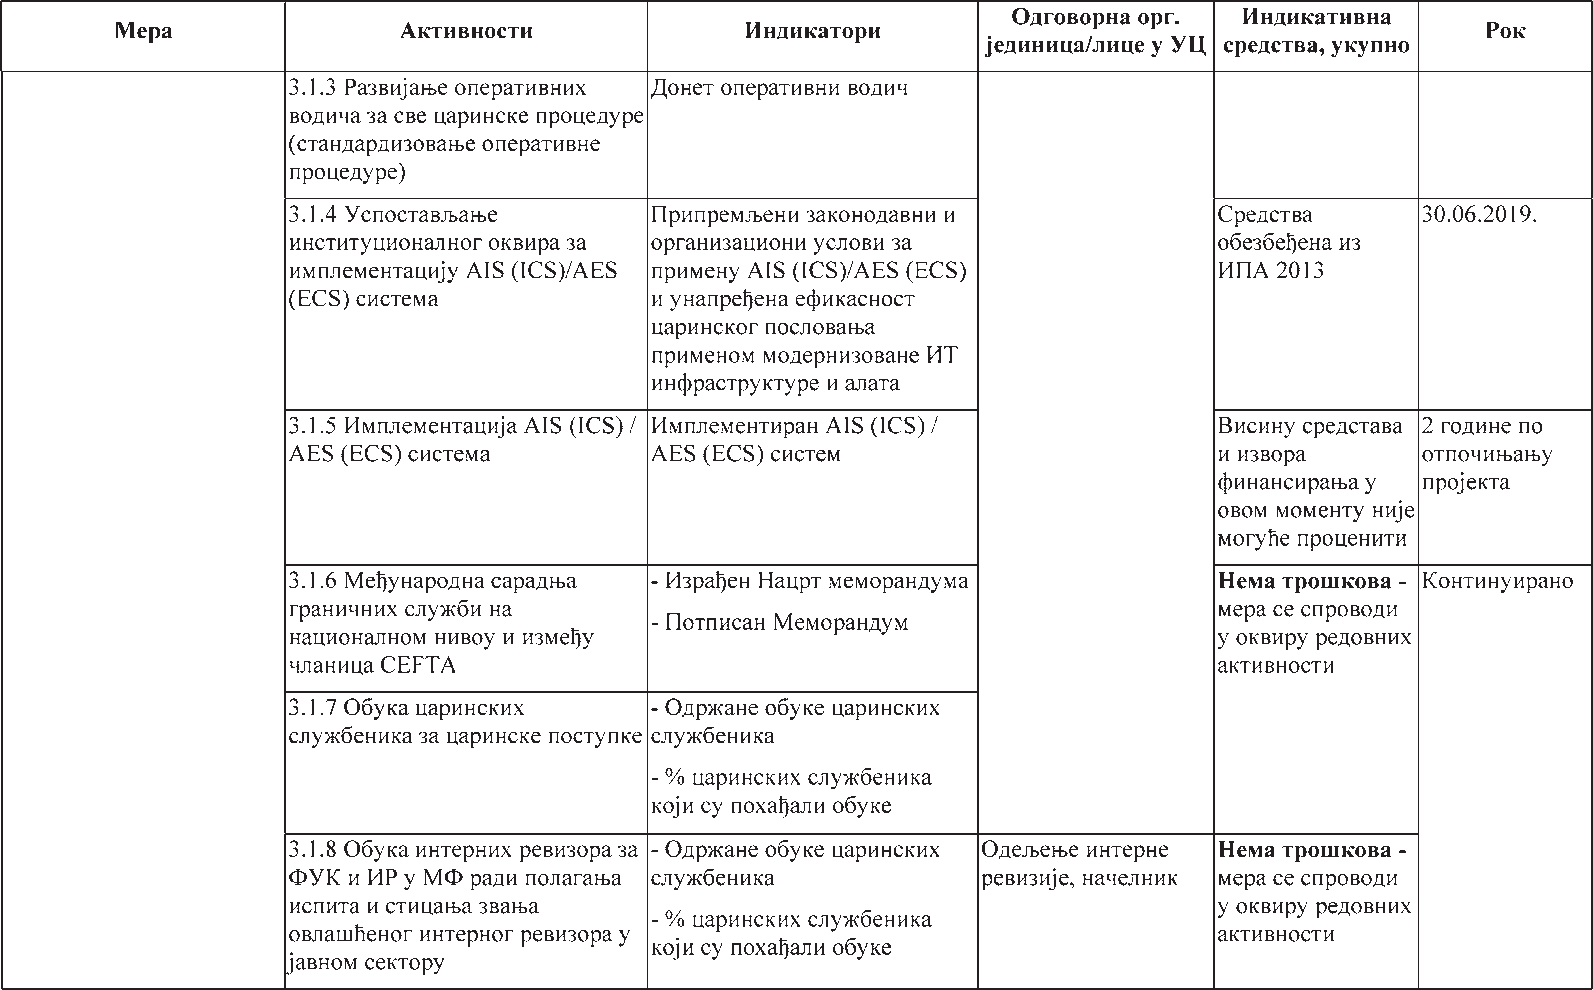 Мера
Активности
Индикатори
Одговорна орг.
јединица/лице у УЦ
Индикативна
средства, укупно
Рок
3.1.3 Развијање оперативних
водича за све царинске процедуре
(стандардизовање оперативне
процедуре)
Донет оперативни водич
3.1.4 Успостављање
институционалног оквира за
имплементацију AIS (ICS)/AES
(ECS) система
Припремљени законодавни и
организациони услови за
примену AIS (ICS)/AES (ECS)
и унапређена ефикасност
царинског пословања
применом модернизоване ИТ
инфраструктуре и алата
Средства
обезбеђена из
ИПА 2013
30.06.2019.
3.1.5 Имплементација AIS (ICS) /
AES (ECS) система
Имплементиран AIS (ICS) /
AES (ECS) систем
Висину средстава
и извора
финансирања у
овом моменту није
могуће проценити
2 године по
отпочињању
пројекта
3.1.6 Међународна сарадња
граничних служби на
националном нивоу и између
чланица CEFTA
- Израђен Нацрт меморандума
- Потписан Меморандум
Нема трошкова -
мера се спроводи
у оквиру редовних
активности
Континуирано
3.1.7 Обука царинских
службеника за царинске поступке
- Одржане обуке царинских
службеника
- % царинских службеника
који су похађали обуке
3.1.8 Обука интерних ревизора за
ФУК и ИР у МФ ради полагања
испита и стицања звања
овлашћеног интерног ревизора у
јавном сектору
- Одржане обуке царинских
службеника
- % царинских службеника
који су похађали обуке
Одељење интерне
ревизије, начелник
Нема трошкова -
мера се спроводи
у оквиру редовних
активности